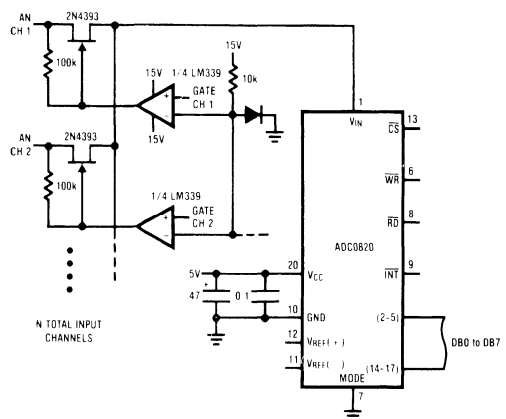 AN
CH 1
2N4393
100k
15V
1/4 LM339
+
−
GATE
CH 1
15V
15V
10k
AN
CH 2
2N4393
100k
1/4 LM339
+
−
GATE
CH 2
N TOTAL INPUT
CHANNELS
1
VIN
CS
13
WR
6
RD
8
ADC0820
INT
9
5V
20
VCC
+
47
0 1
10
GND
12
VREF(+)
11
VREF( )
(2-5)
(14-17)
DB0 to DB7
MODE
7